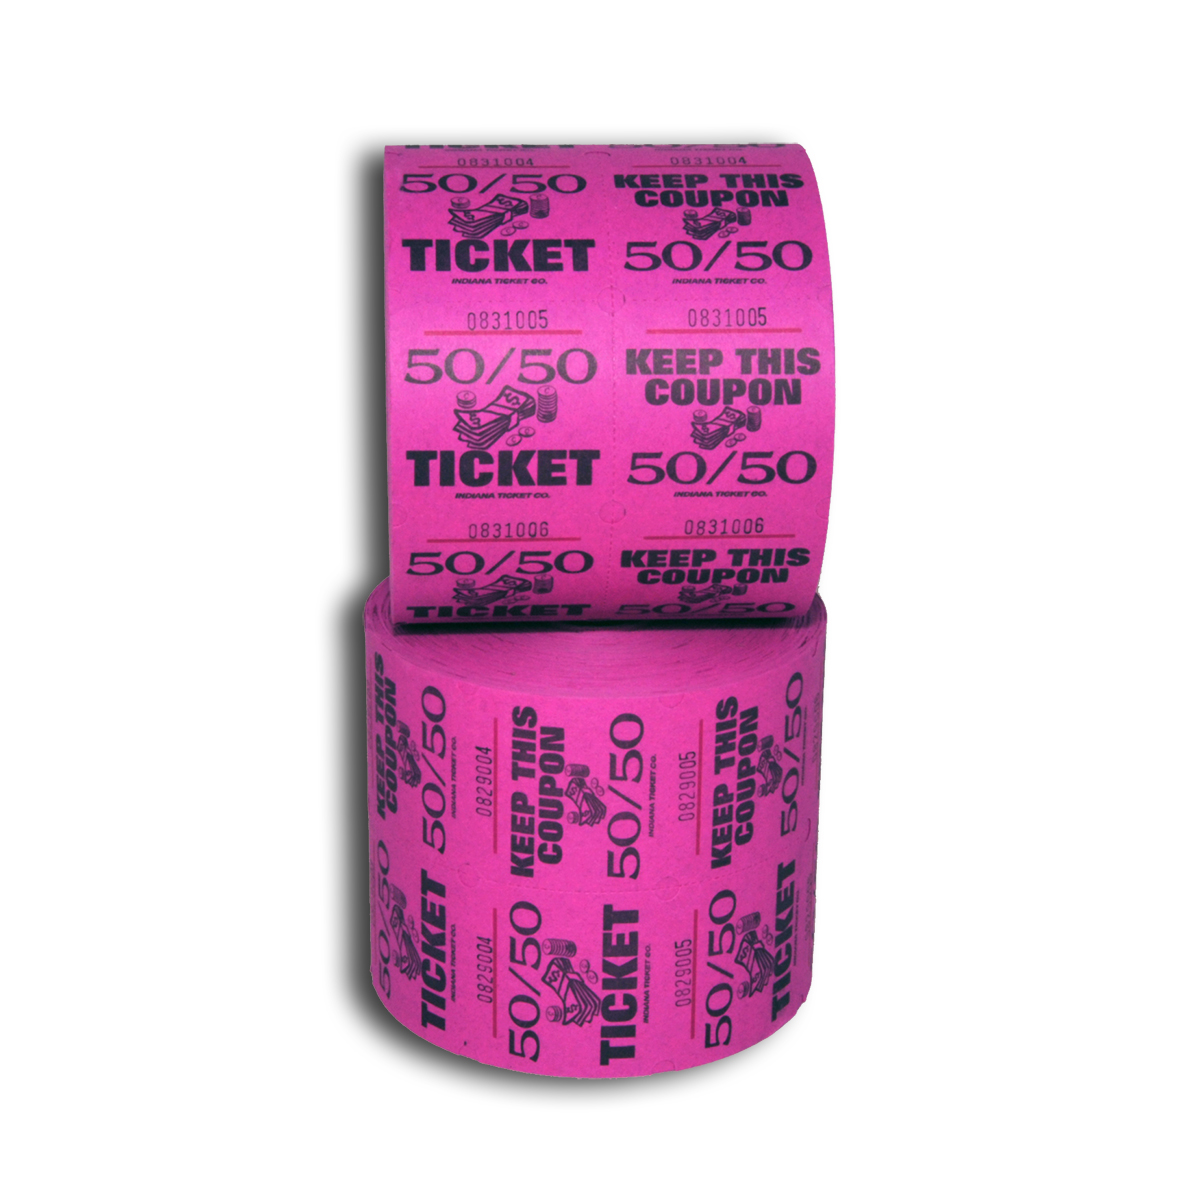 0831004
50/50
TICKET
INDIANA TICKET CO.
0831004
KEEP THIS
COUPON
50/50
INDIANA TICKET CO.
0831005
50/50
TICKET
INDIANA TICKET CO.
0831005
KEEP THIS
COUPON
50/50
INDIANA TICKET CO.
0831006
50/50
TICKET
0831006
KEEP THIS
COUPON
50/50
KEEP THIS
COUPON
50/50
INDIANA TICKET CO.
0829004
KEEP THIS
COUPON
50/50
INDIANA TICKET CO.
0829005
KEEP THIS
COUPON
50/50
50/50
TICKET
INDIANA TICKET CO.
0829004
50/50
TICKET
INDIANA TICKET CO.
0829005
50/50
TICKET